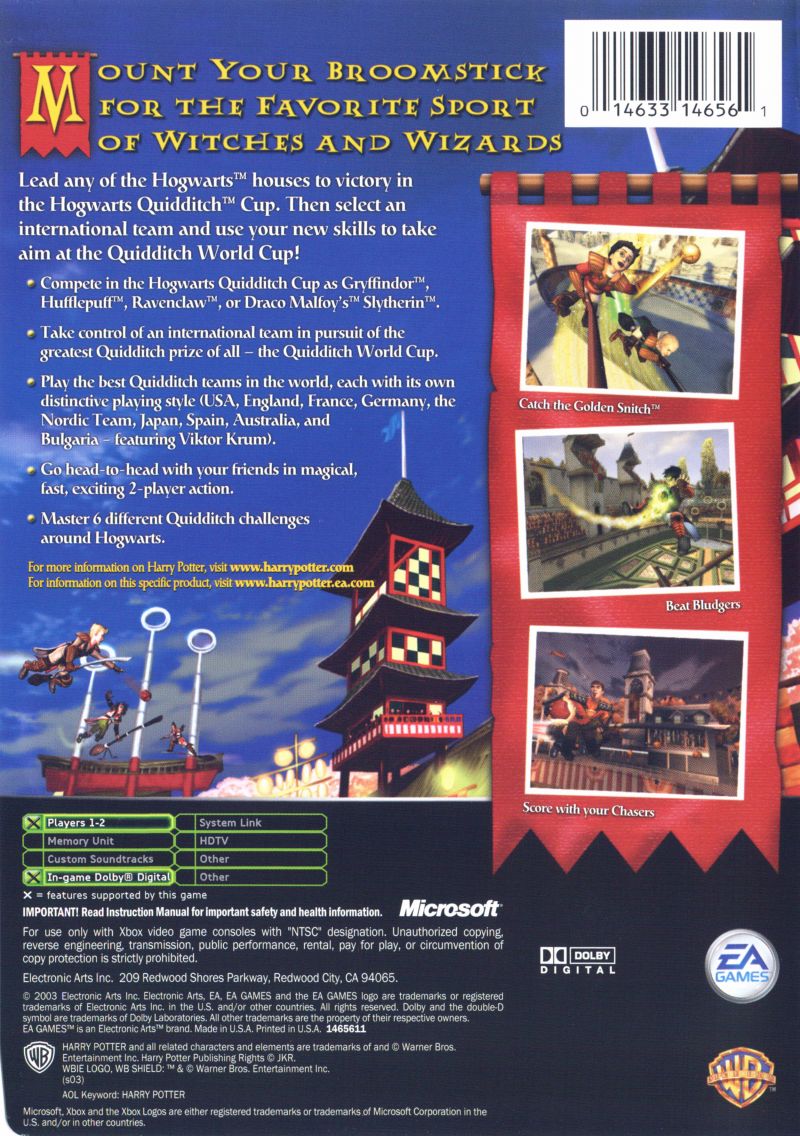 MOUNT YOUR BROOMSTICK
FOR THE FAVORITE SPORT
OF WITCHES AND WIZARDS
0 14633 14656 1
Lead any of the Hogwarts™ houses to victory in
the Hogwarts Quidditch™ Cup. Then select an
international team and use your new skills to take
aim at the Quidditch World Cup!
• Compete in the Hogwarts Quidditch Cup as Gryffindor™,
Hufflepuff™, Ravenclaw™, or Draco Malfoy's™ Slytherin™.
• Take control of an international team in pursuit of the
greatest Quidditch prize of all – the Quidditch World Cup.
• Play the best Quidditch teams in the world, each with its own
distinctive playing style (USA, England, France, Germany, the
Nordic Team, Japan, Spain, Australia, and
Bulgaria – featuring Viktor Krum).
• Go head-to-head with your friends in magical,
fast, exciting 2-player action.
• Master 6 different Quidditch challenges
around Hogwarts.
For more information on Harry Potter, visit www.harrypotter.com
For information on this specific product, visit www.harrypotter.ea.com
Catch the Golden Snitch™
Beat Bludgers
Score with your Chasers
X Players 1-2
System Link
Memory Unit
HDTV
Custom Soundtracks
Other
X In-game Dolby® Digital
Other
X = features supported by this game
IMPORTANT! Read Instruction Manual for important safety and health information.
Microsoft®
For use only with Xbox video game consoles with "NTSC" designation. Unauthorized copying,
reverse engineering, transmission, public performance, rental, pay for play, or circumvention of
copy protection is strictly prohibited.
DOLBY
DIGITAL
EA
GAMES™
Electronic Arts Inc. 209 Redwood Shores Parkway, Redwood City, CA 94065.
© 2003 Electronic Arts Inc. Electronic Arts, EA, EA GAMES and the EA GAMES logo are trademarks or registered
trademarks of Electronic Arts Inc. in the U.S. and/or other countries. All rights reserved. Dolby and the double-D
symbol are trademarks of Dolby Laboratories. All other trademarks are the property of their respective owners.
EA GAMES™ is an Electronic Arts™ brand. Made in U.S.A. Printed in U.S.A. 1465611
WB
HARRY POTTER and all related characters and elements are trademarks of and © Warner Bros.
Entertainment Inc. Harry Potter Publishing Rights © JKR.
WBIE LOGO, WB SHIELD: ™ & © Warner Bros. Entertainment Inc.
(s03)
AOL Keyword: HARRY POTTER
WB
Microsoft, Xbox and the Xbox Logos are either registered trademarks or trademarks of Microsoft Corporation in the
U.S. and/or in other countries.